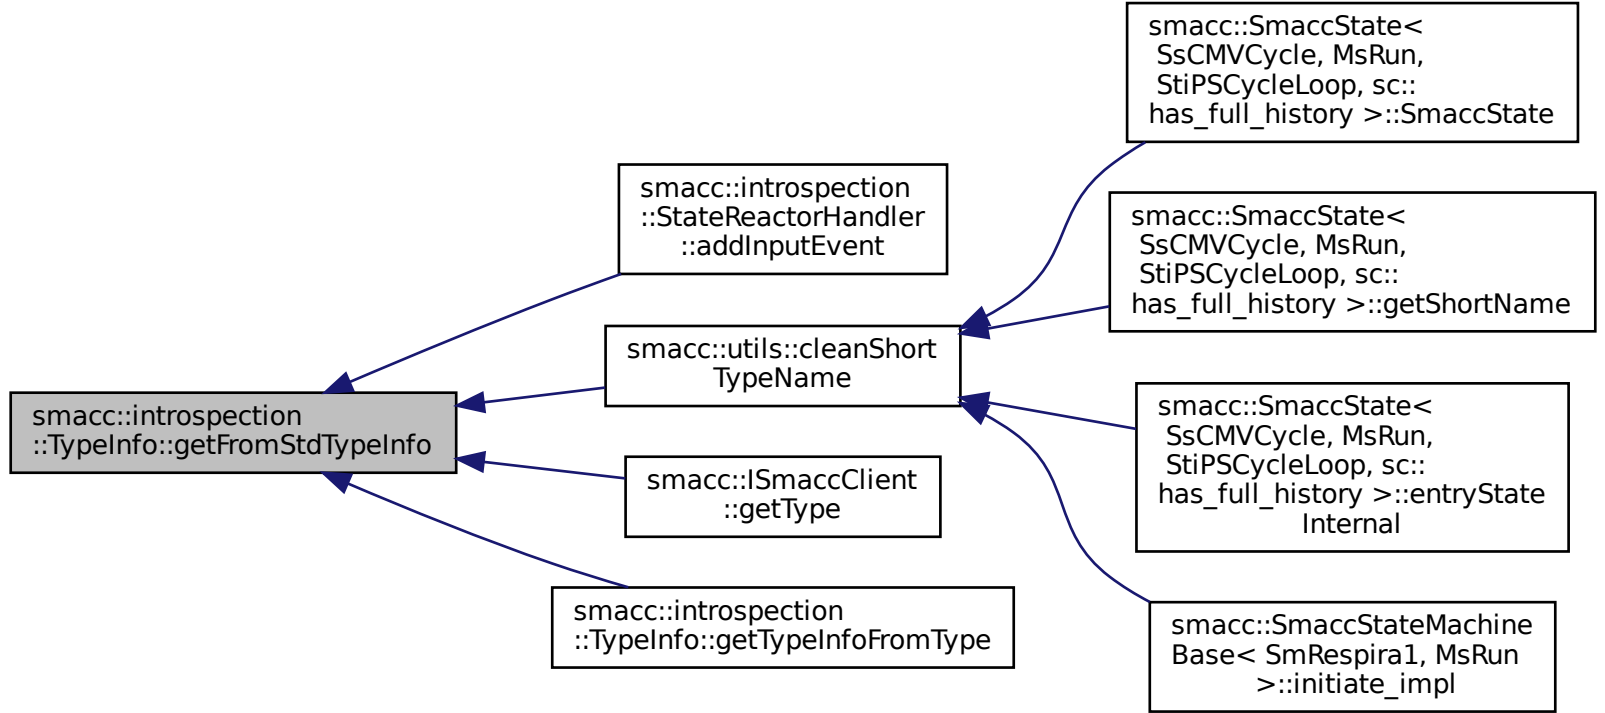 smacc::introspection
::TypeInfo::getFromStdTypeInfo
smacc::introspection
::StateReactorHandler
::addInputEvent
smacc::utils::cleanShort
TypeName
smacc::ISmaccClient
::getType
smacc::introspection
::TypeInfo::getTypeInfoFromType
smacc::SmaccState<
SsCMVCycle, MsRun,
StiPSCycleLoop, sc::
has_full_history >::SmaccState
smacc::SmaccState<
SsCMVCycle, MsRun,
StiPSCycleLoop, sc::
has_full_history >::getShortName
smacc::SmaccState<
SsCMVCycle, MsRun,
StiPSCycleLoop, sc::
has_full_history >::entryState
Internal
smacc::SmaccStateMachine
Base< SmRespira1, MsRun
>::initiate_impl